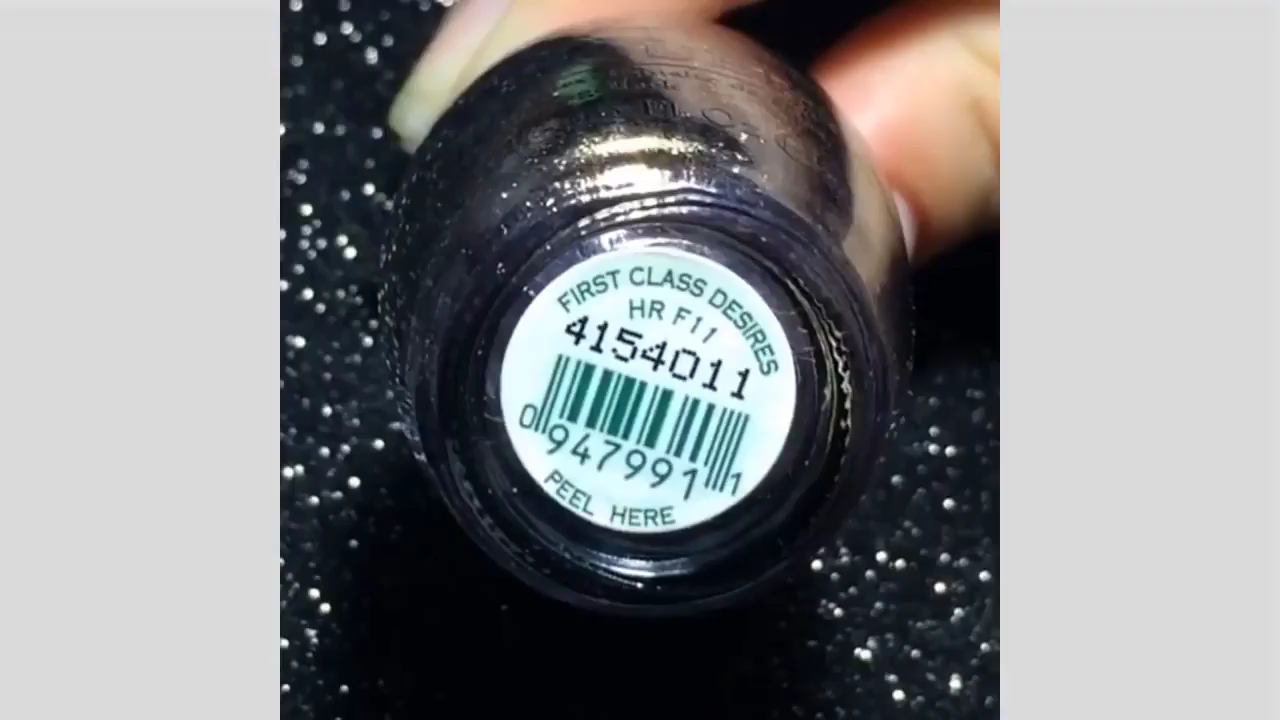 FIRST CLASS DESIRES
HR F11
4154011
0 947991 1
PEEL HERE